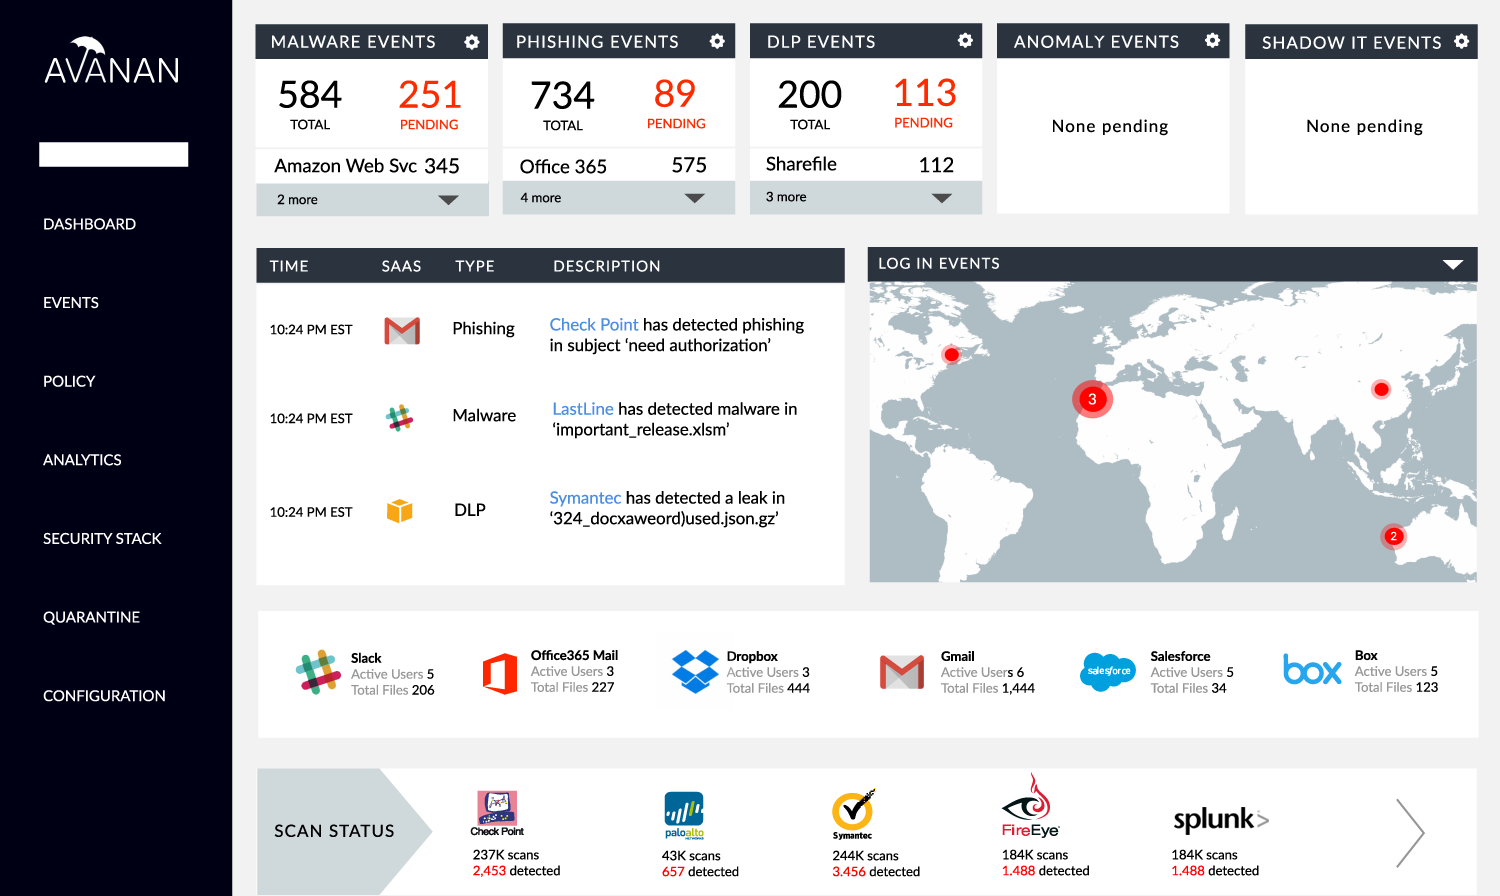 AVANAN
DASHBOARD
EVENTS
POLICY
ANALYTICS
SECURITY STACK
QUARANTINE
CONFIGURATION
MALWARE EVENTS
584
TOTAL
251
PENDING
Amazon Web Svc 345
2 more
PHISHING EVENTS
734
TOTAL
89
PENDING
Office 365 575
4 more
DLP EVENTS
200
TOTAL
113
PENDING
Sharefile 112
3 more
ANOMALY EVENTS
None pending
SHADOW IT EVENTS
None pending
TIME SAAS TYPE DESCRIPTION
10:24 PM EST Phishing Check Point has detected phishing
in subject ‘need authorization’
10:24 PM EST Malware LastLine has detected malware in
‘important_release.xlsm’
10:24 PM EST DLP Symantec has detected a leak in
‘324_docxaweord)used.json.gz’
LOG IN EVENTS
3
2
Slack
Active Users 5
Total Files 206
Office365 Mail
Active Users 3
Total Files 227
Dropbox
Active Users 3
Total Files 444
Gmail
Active Users 6
Total Files 1,444
salesforce
Salesforce
Active Users 5
Total Files 34
box
Box
Active Users 5
Total Files 123
SCAN STATUS
Check Point
237K scans
2,453 detected
paloalto
NETWORKS
43K scans
657 detected
Symantec
244K scans
3.456 detected
FireEye
184K scans
1.488 detected
splunk>
184K scans
1.488 detected